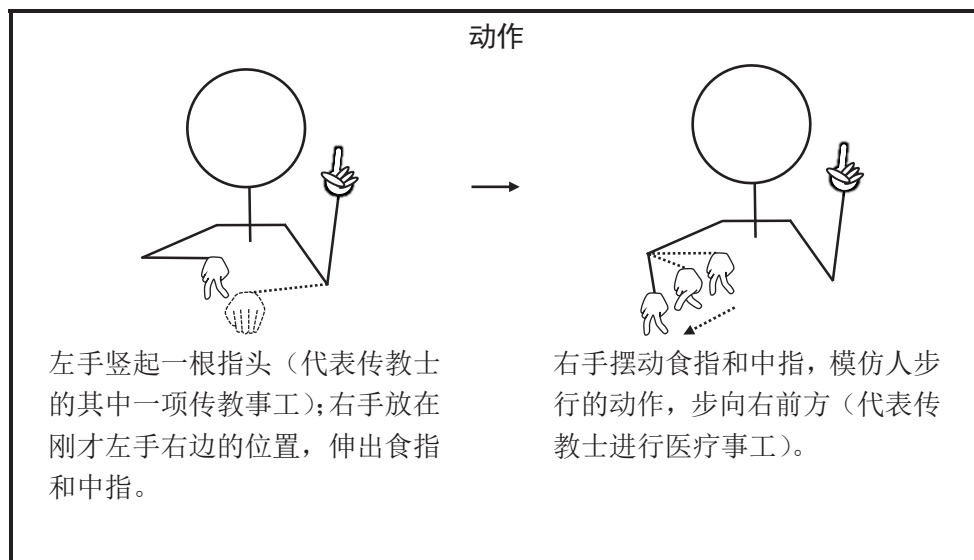 动作
左手竖起一根指头（代表传教士
的其中一项传教事工）；右手放在
刚才左手右边的位置，伸出食指
和中指。
右手摆动食指和中指，模仿人步
行的动作，步向右前方（代表传
教士进行医疗事工）。